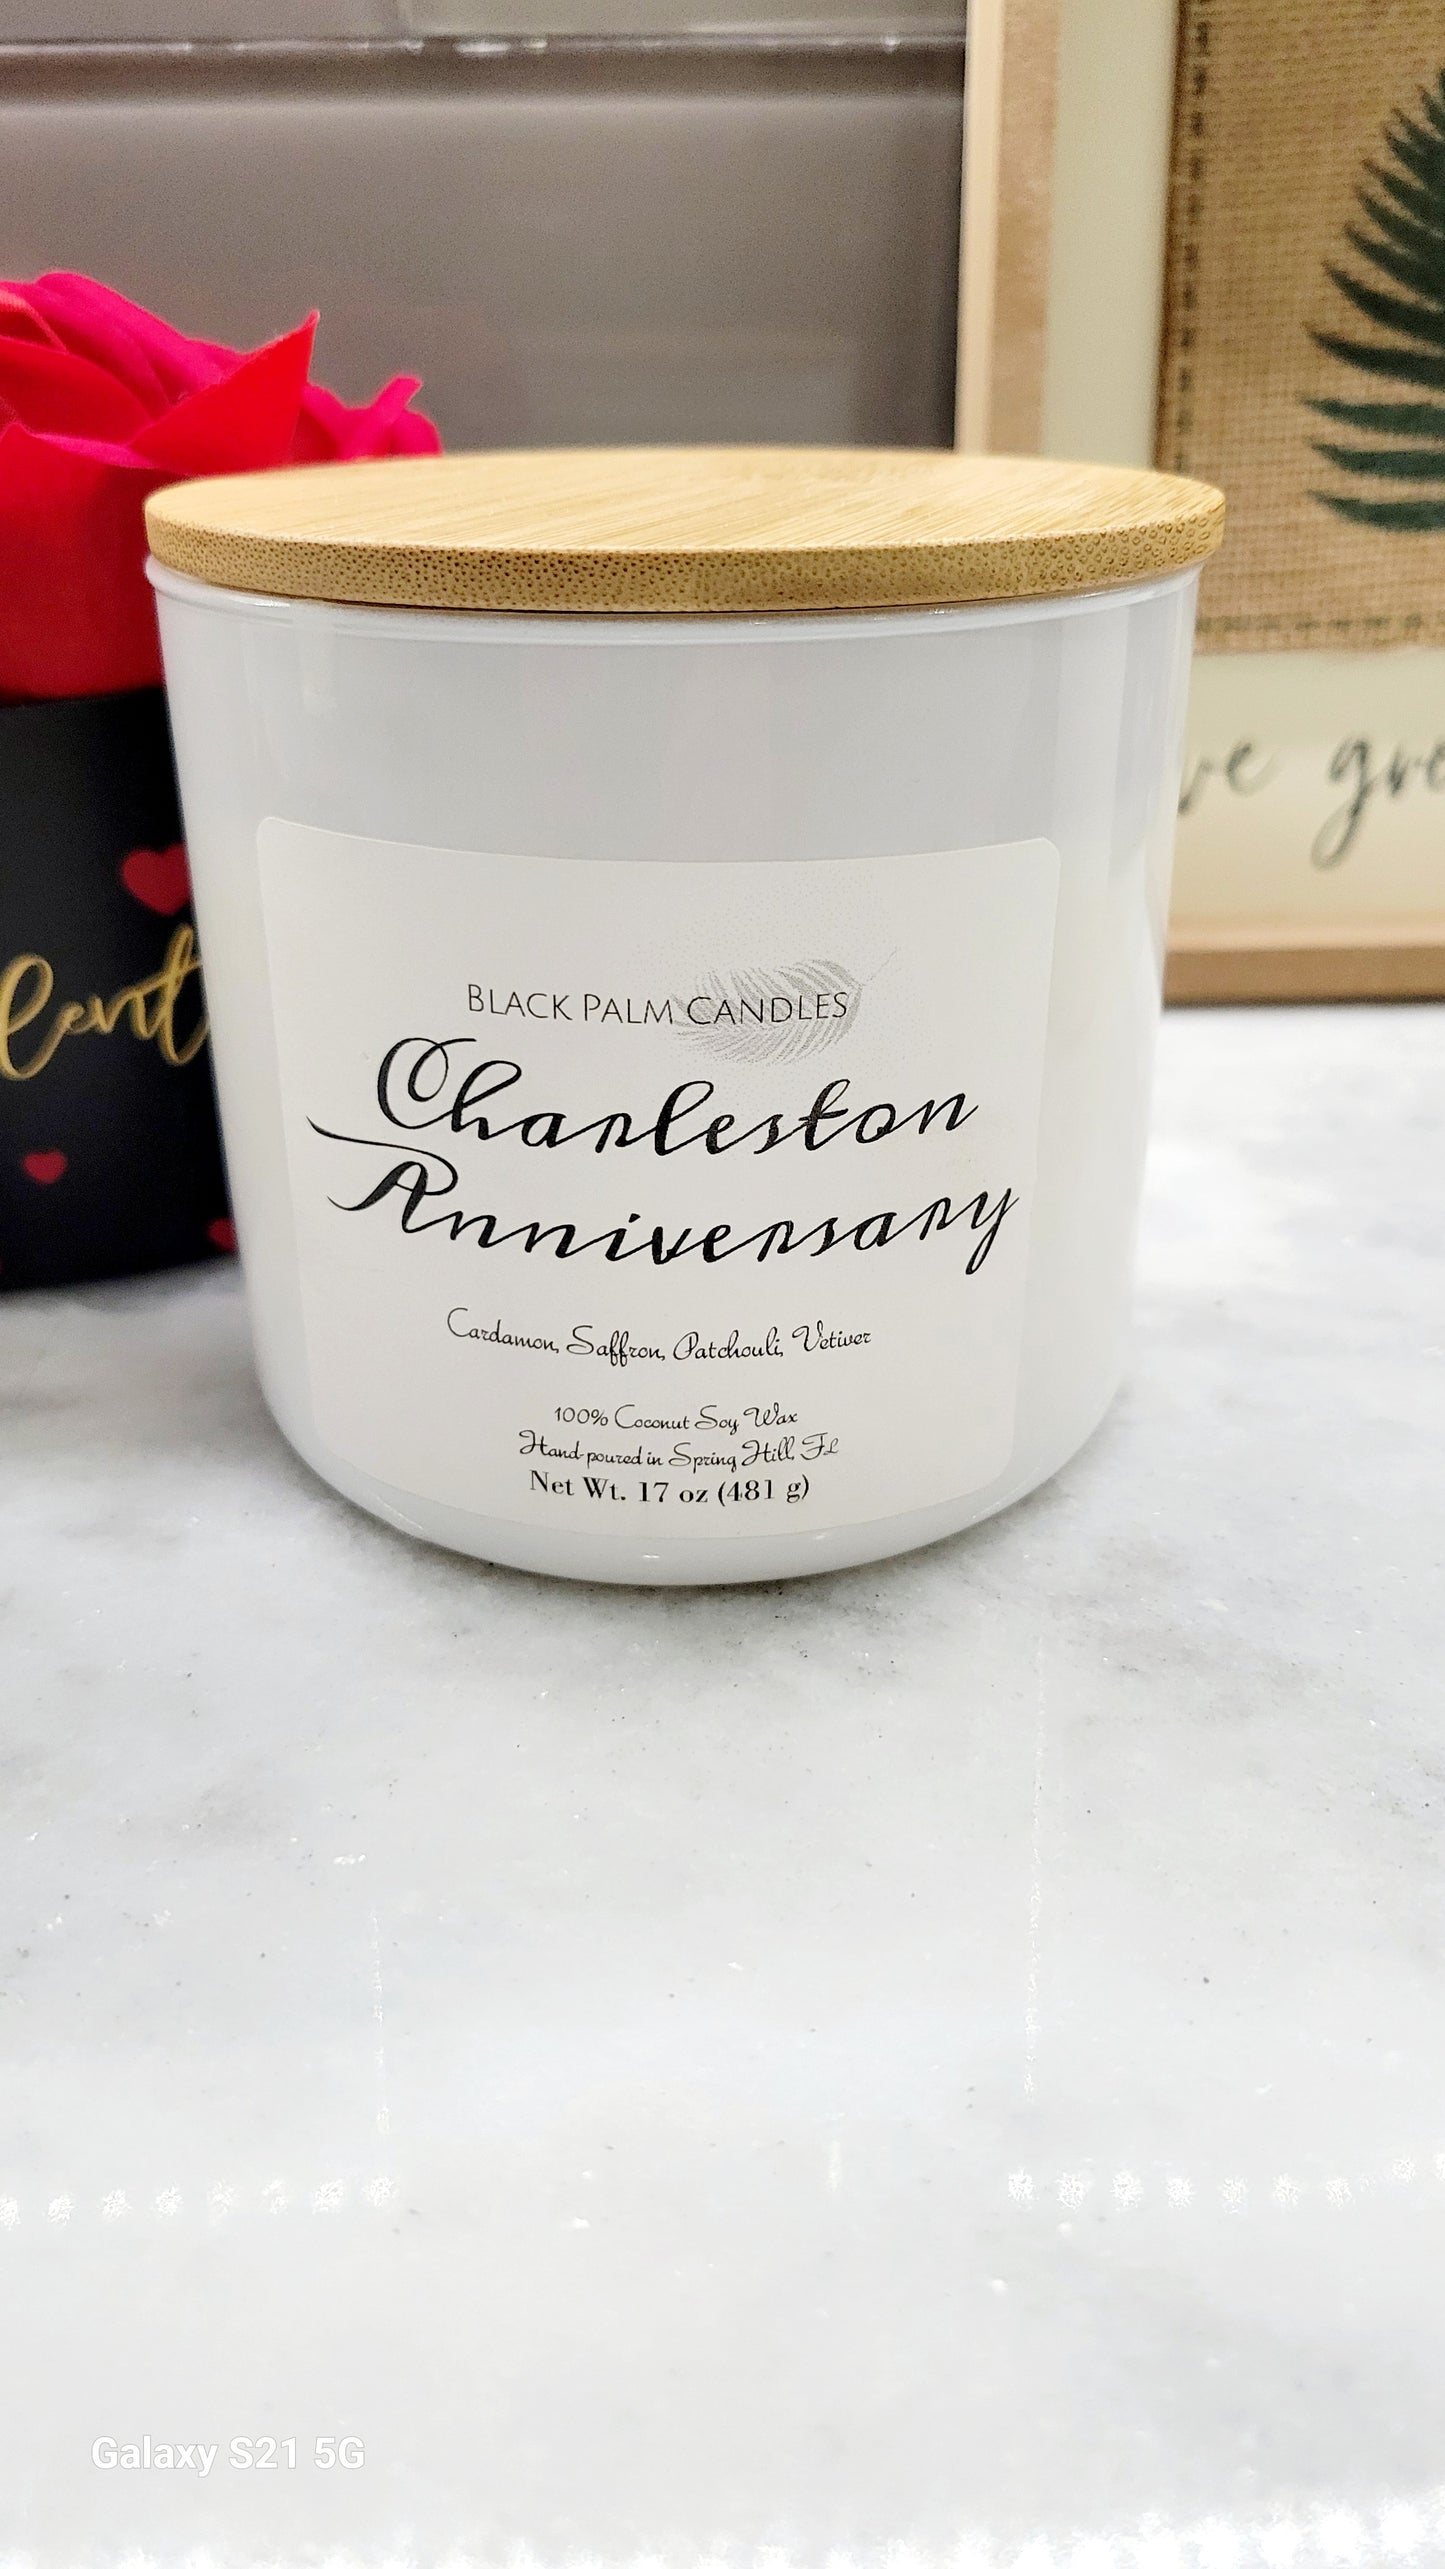 BLACK PALM CANDLES
Charleston
Anniversary
Cardamon, Saffron, Patchouli, Vetiver
100% Coconut Soy Wax
Hand-poured in Spring Hill, FL
Net Wt. 17 oz (481 g)
Galaxy S21 5G